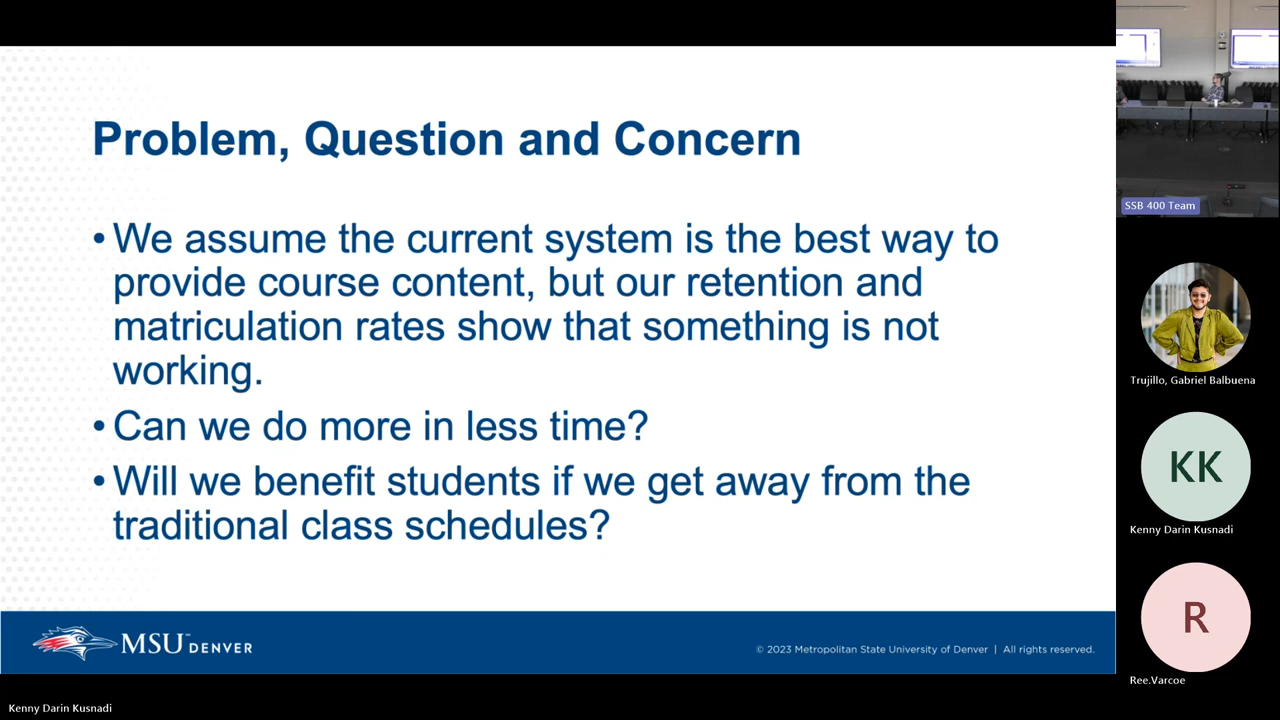 Problem, Question and Concern
• We assume the current system is the best way to
provide course content, but our retention and
matriculation rates show that something is not
working.
• Can we do more in less time?
• Will we benefit students if we get away from the
traditional class schedules?
MSU DENVER
© 2023 Metropolitan State University of Denver | All rights reserved.
Kenny Darin Kusnadi
SSB 400 Team
Trujillo, Gabriel Balbuena
KK
Kenny Darin Kusnadi
R
Ree.Varcoe